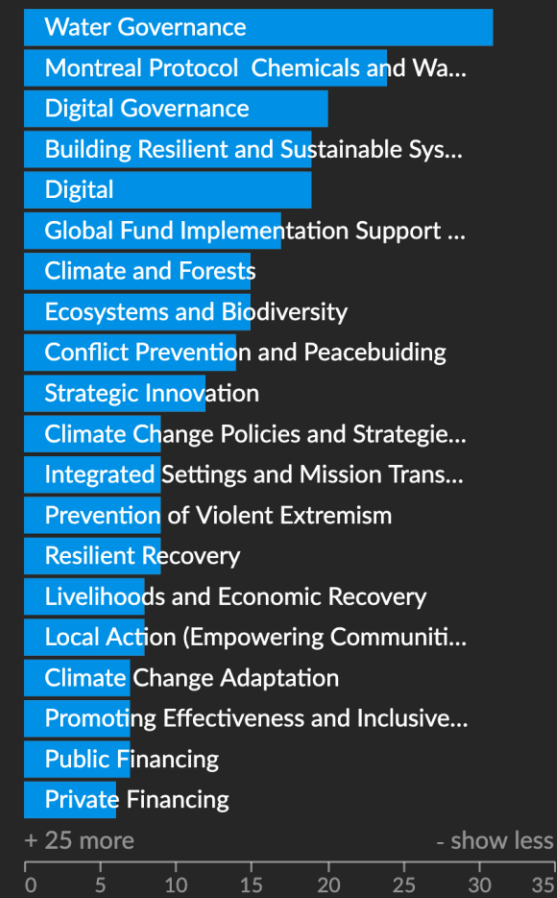 Water Governance
Montreal Protocol  Chemicals and Wa...
Digital Governance
Building Resilient and Sustainable Sys...
Digital
Global Fund Implementation Support ...
Climate and Forests
Ecosystems and Biodiversity
Conflict Prevention and Peacebuiding
Strategic Innovation
Climate Change Policies and Strategie...
Integrated Settings and Mission Trans...
Prevention of Violent Extremism
Resilient Recovery
Livelihoods and Economic Recovery
Local Action (Empowering Communiti...
Climate Change Adaptation
Promoting Effectiveness and Inclusive...
Public Financing
Private Financing
+ 25 more - show less
0 5 10 15 20 25 30 35